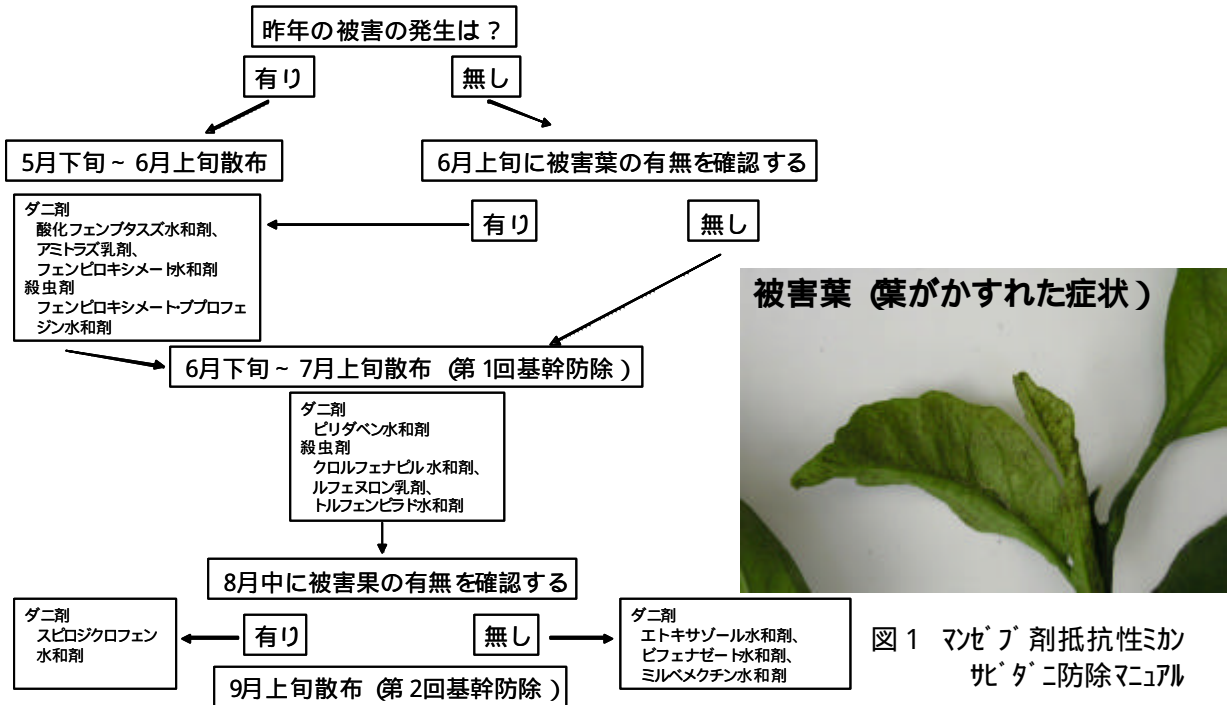 昨年の被害の発生は？
有り
無し
5月下旬～6月上旬散布
6月上旬に被害葉の有無を確認する
ダニ剤
酸化フェンブタスズ水和剤、
アミトラズ乳剤、
フェンピロキシメート水和剤
殺虫剤
フェンピロキシメート・ブプロフェ
ジン水和剤
有り
無し
被害葉（葉がかすれた症状）
6月下旬～7月上旬散布（第1回基幹防除）
ダニ剤
ピリダベン水和剤
殺虫剤
クロルフェナピル水和剤、
ルフェヌロン乳剤、
トルフェンピラド水和剤
8月中に被害果の有無を確認する
ダニ剤
スピロジクロフェン
水和剤
有り
無し
ダニ剤
エトキサゾール水和剤、
ビフェナゼート水和剤、
ミルベメクチン水和剤
9月上旬散布（第2回基幹防除）
図1 マンゼブ剤抵抗性ミカン
サビダニ防除マニュアル